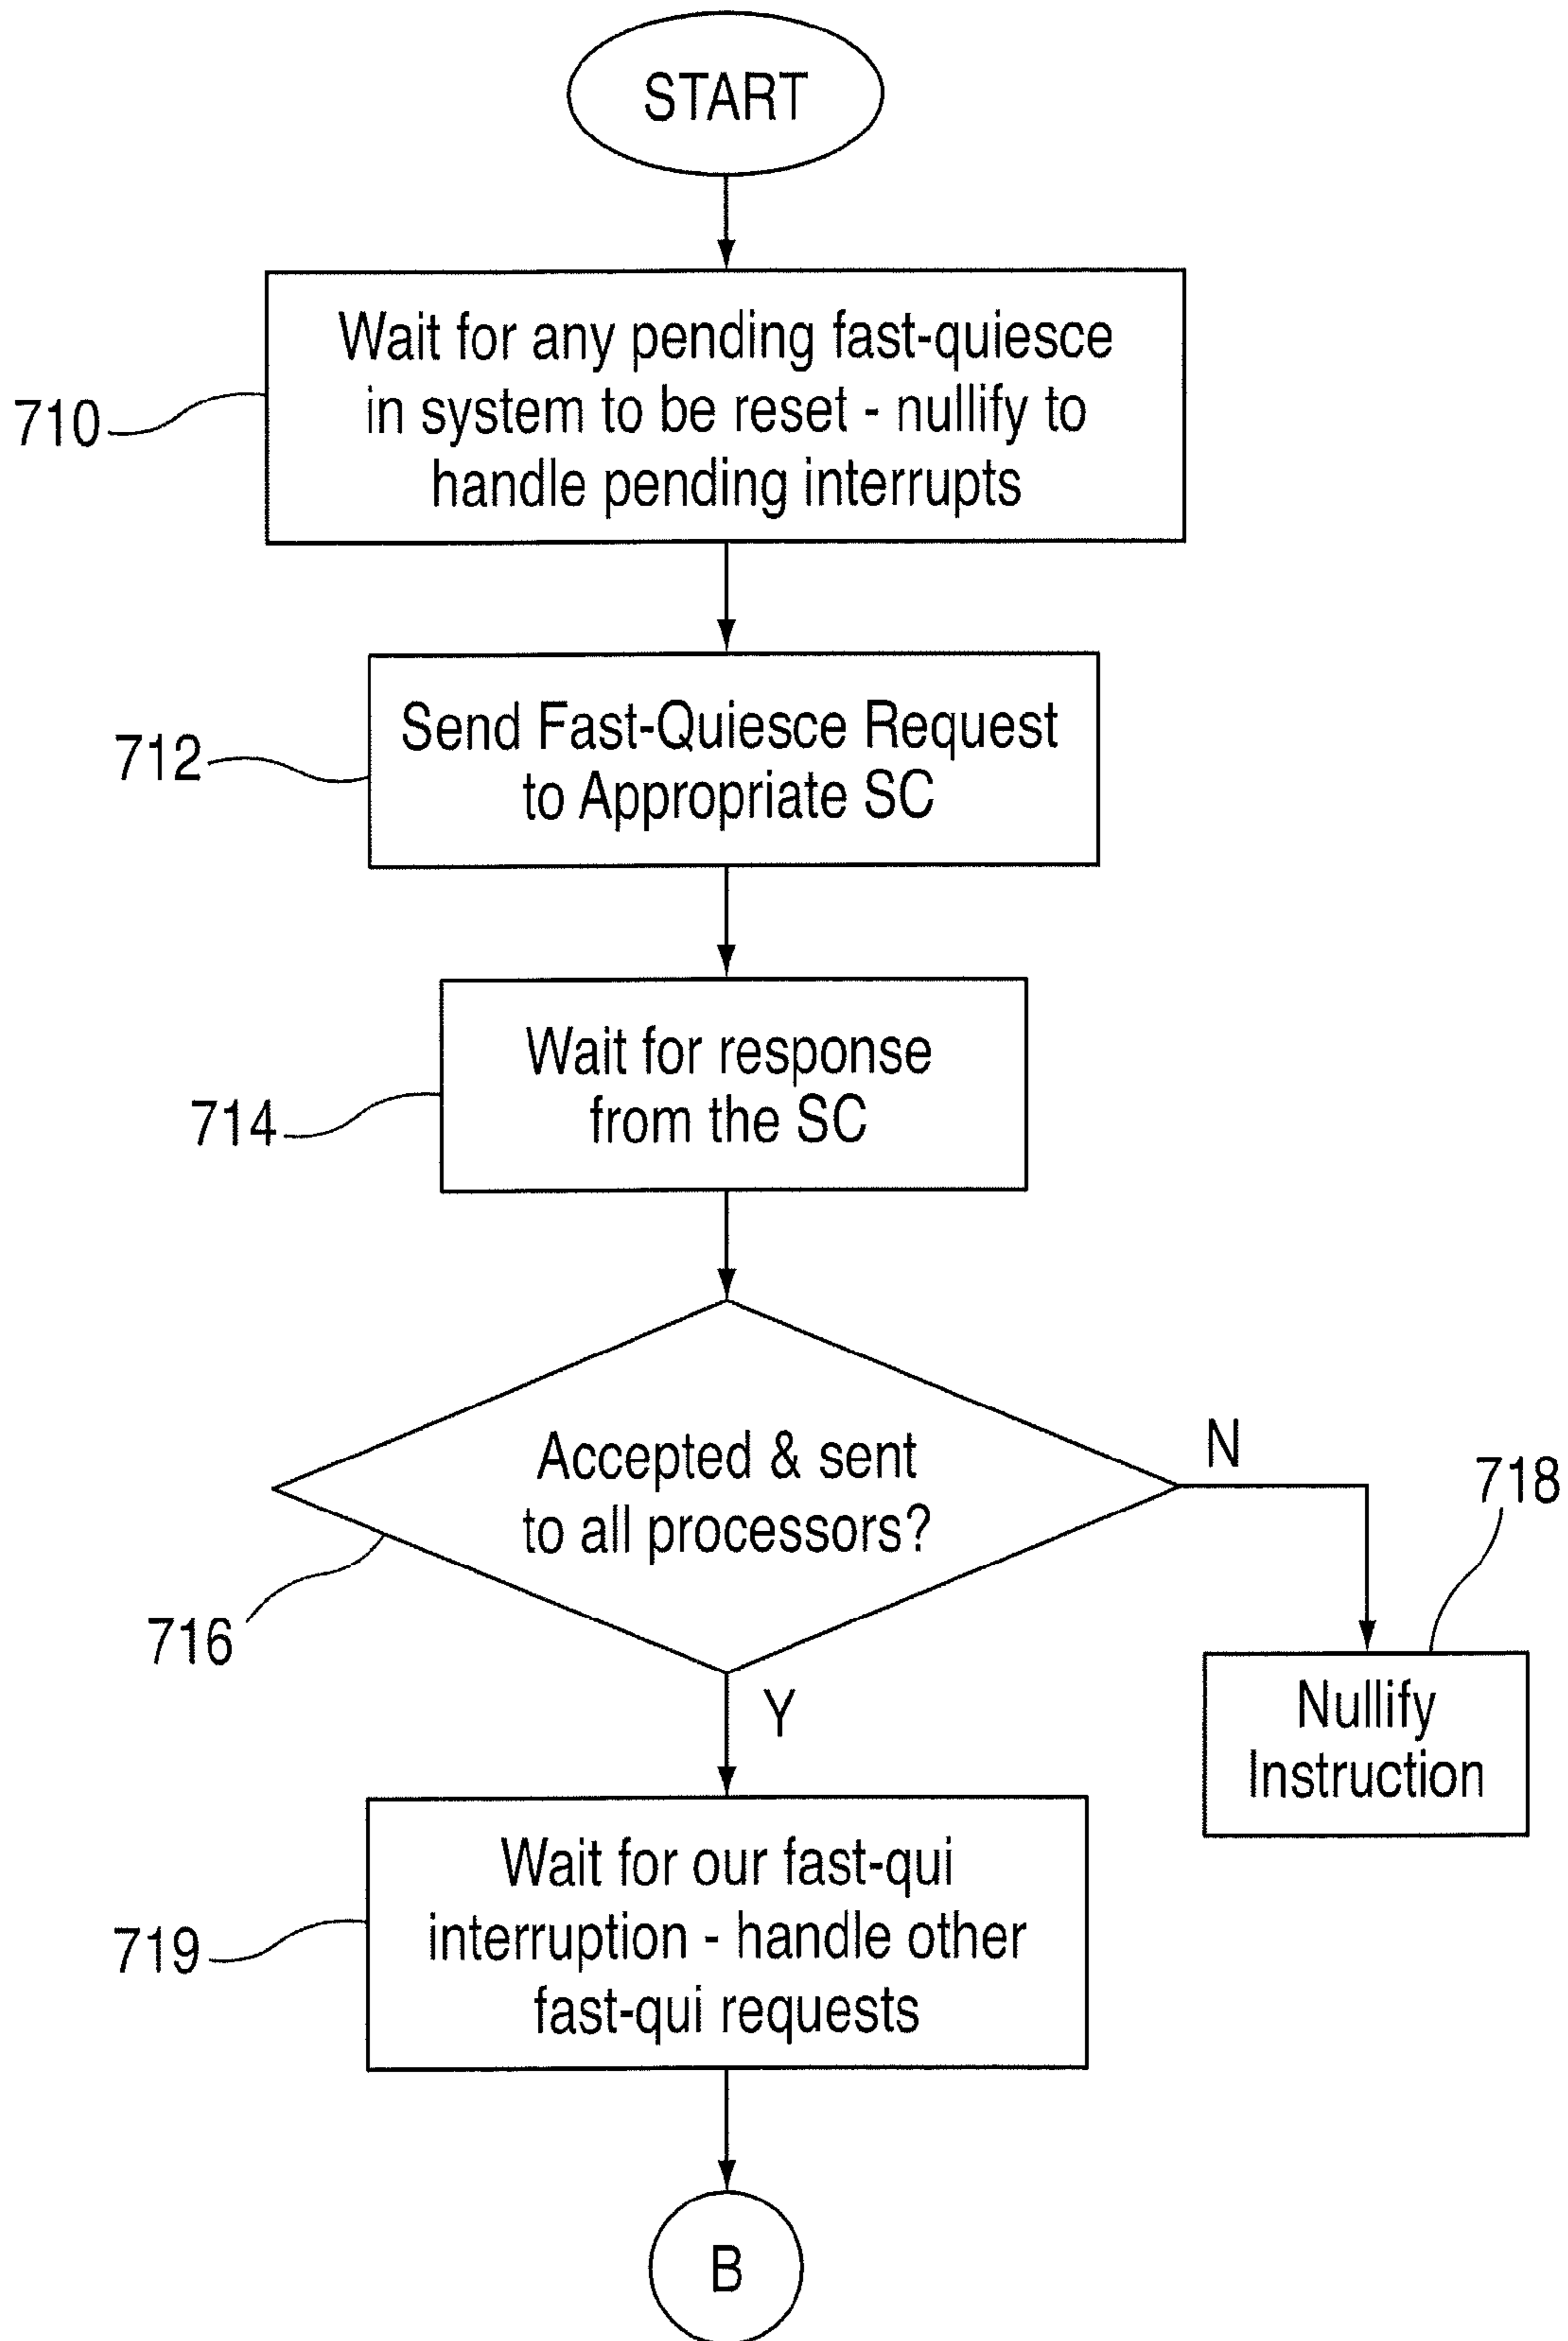 START
710
Wait for any pending fast-quiesce
in system to be reset - nullify to
handle pending interrupts
712
Send Fast-Quiesce Request
to Appropriate SC
714
Wait for response
from the SC
716
Accepted & sent
to all processors?
N
718
Nullify
Instruction
Y
719
Wait for our fast-qui
interruption - handle other
fast-qui requests
B